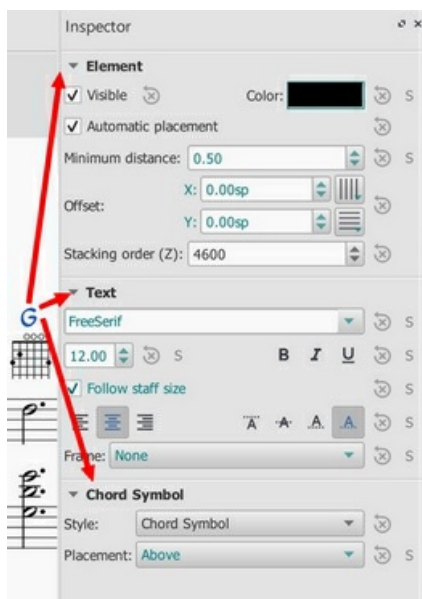 Inspector
Element
Visible Color: S
Automatic placement
Minimum distance: 0.50 S
X: 0.00sp
Offset:
Y: 0.00sp
Stacking order (Z): 4600
Text
G
FreeSerif S
12.00 S B I U S
Follow staff size S
A A A A S
Frame: None S
Chord Symbol
Style: Chord Symbol
Placement: Above S